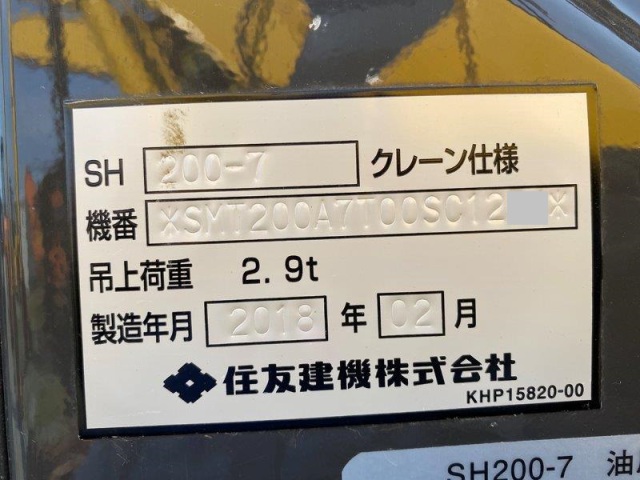 SH 200-7 クレーン仕様
機番 *SMT200A7T00SC12 *
吊上荷重 2.9t
製造年月 2018 年 02 月
住友建機株式会社
KHP15820-00
SH200-7 油